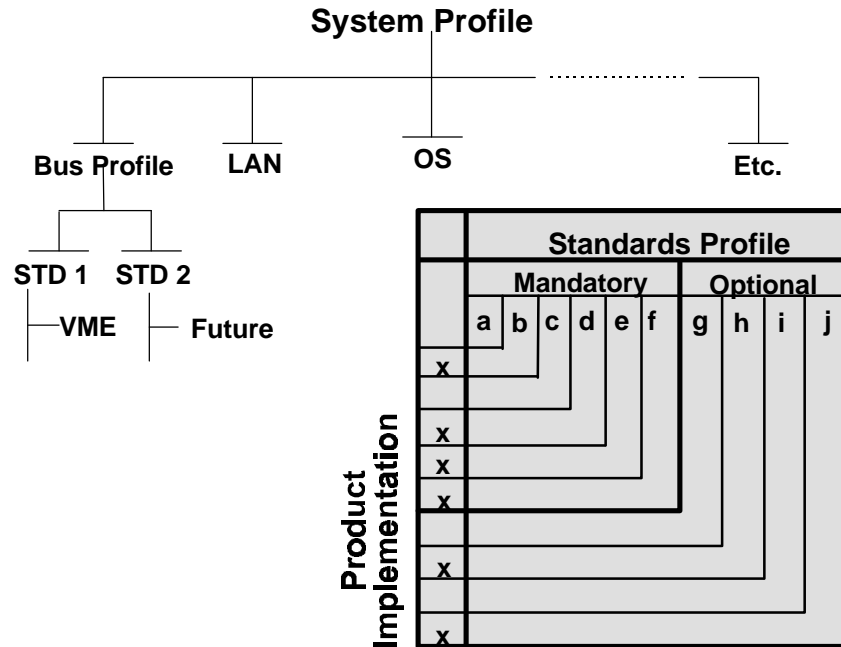 System Profile
Bus Profile LAN OS Etc.
STD 1 STD 2
VME Future
Standards Profile
Mandatory Optional
a b c d e f g h i j
x
x
x
x
x
x
Product
Implementation